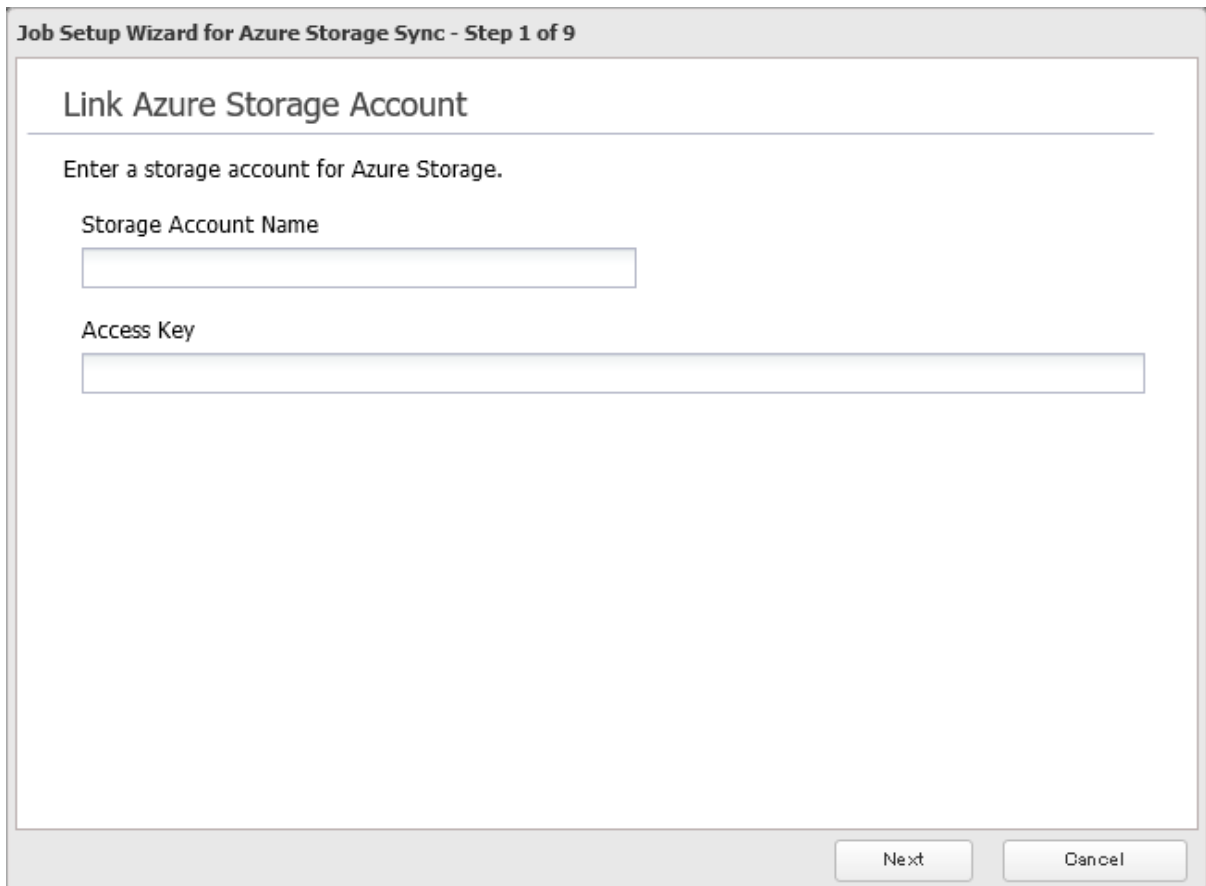 Job Setup Wizard for Azure Storage Sync - Step 1 of 9
Link Azure Storage Account
Enter a storage account for Azure Storage.
Storage Account Name
Access Key
Next Cancel